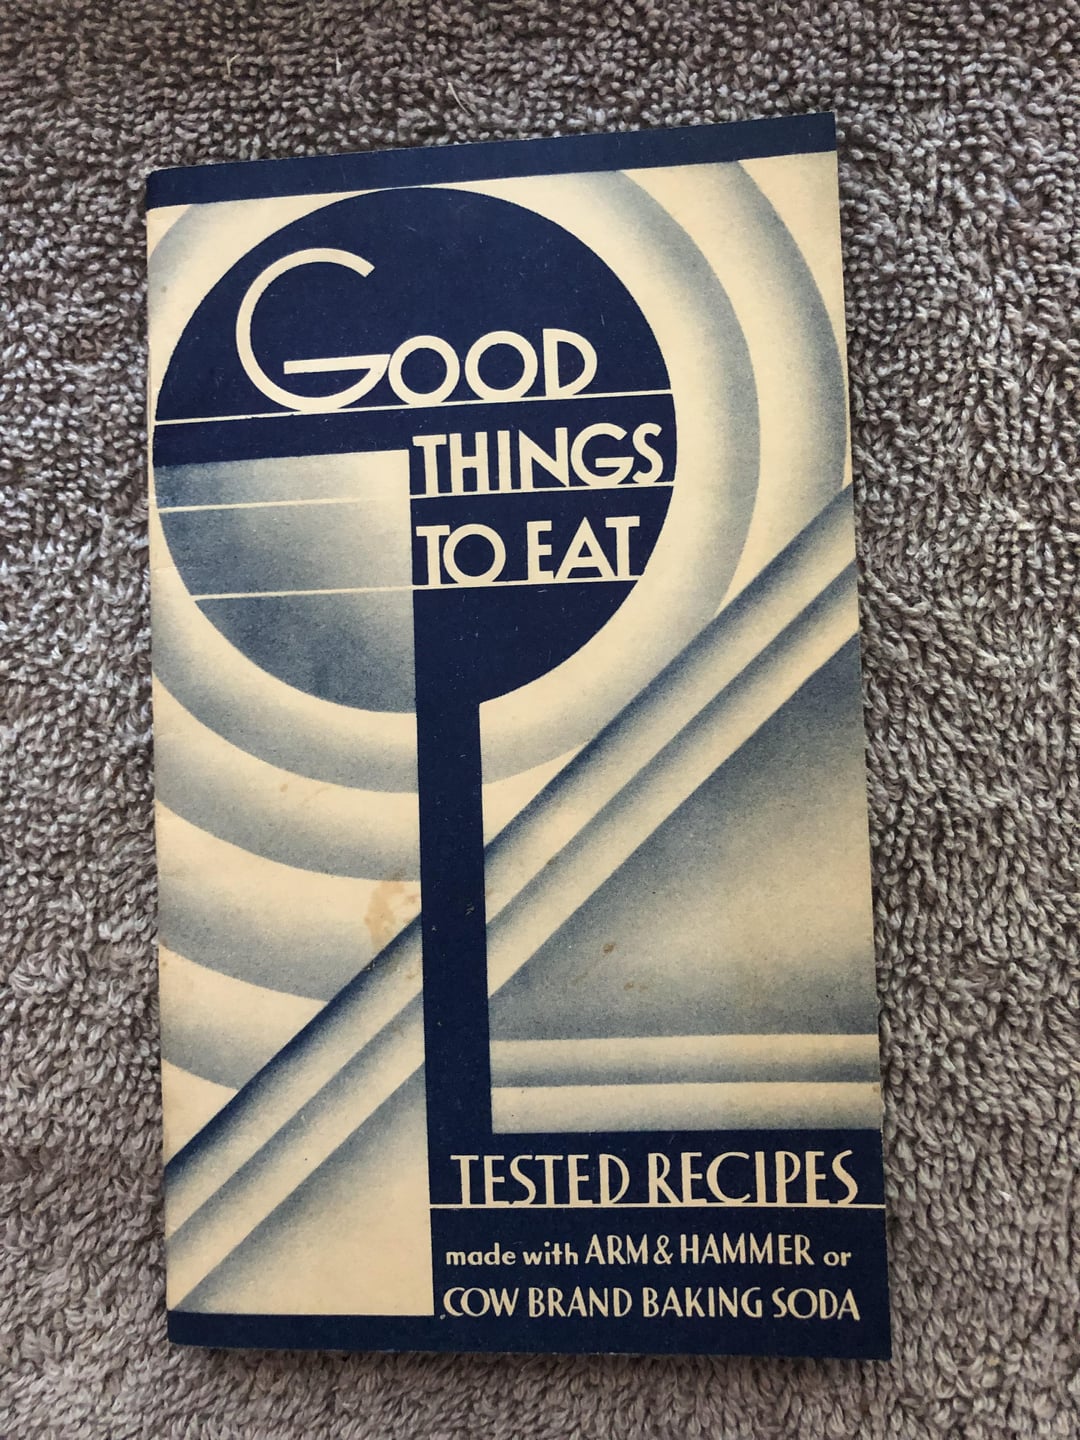 GOOD
THINGS
TO EAT
TESTED RECIPES
made with ARM & HAMMER or
COW BRAND BAKING SODA